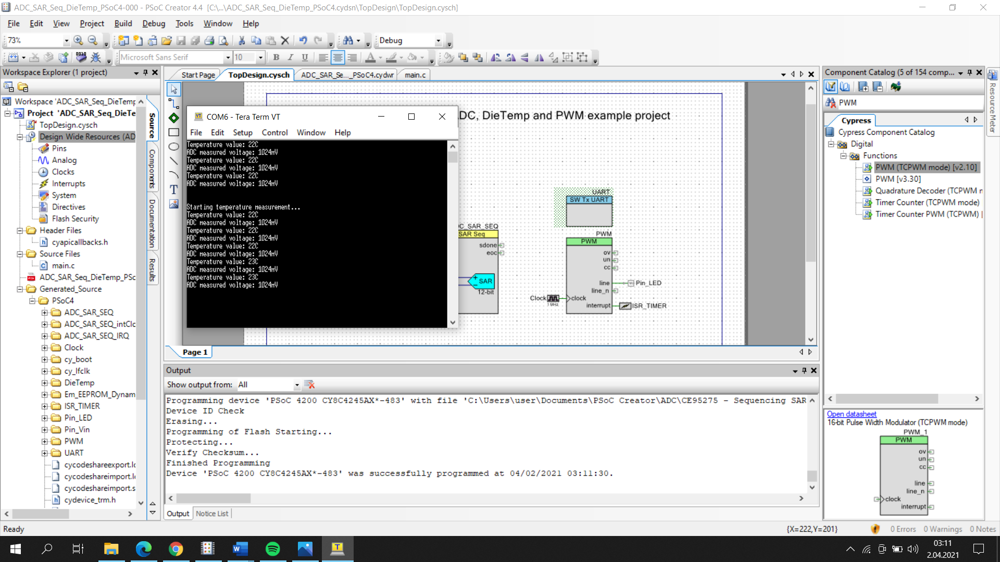 ADC_SAR_Seq_DieTemp_PSoC4-000 - PSoC Creator 4.4 [C:\...\ADC_SAR_Seq_DieTemp_PSoC4.cydsn\TopDesign\TopDesign.cysch]
File Edit View Project Build Debug Tools Window Help
73% Debug
Microsoft Sans Serif 10 B I U
Workspace Explorer (1 project)
Workspace 'ADC_SAR_Seq_DieTemp
Project 'ADC_SAR_Seq_DieTe
TopDesign.cysch
Design Wide Resources (AD
Pins
Analog
Clocks
Interrupts
System
Directives
Flash Security
Header Files
cyapicallbacks.h
Source Files
main.c
ADC_SAR_Seq_DieTemp_PSc
Generated_Source
PSoC4
ADC_SAR_SEQ
ADC_SAR_SEQ_intClc
ADC_SAR_SEQ_IRQ
Clock
cy_boot
cy_lfclk
DieTemp
Em_EEPROM_Dynam
ISR_TIMER
Pin_LED
Pin_Vin
PWM
UART
cycodeshareexport.lc
cycodeshareimport.lc
cycodeshareimport.s
cydevice_trm.h
Source
Components
Documentation
Results
Start Page TopDesign.cysch ADC_SAR_Se..._PSoC4.cydwr main.c
DC, DieTemp and PWM example project
COM6 - Tera Term VT
File Edit Setup Control Window Help
Temperature value: 22C
ADC measured voltage: 1024mV
Temperature value: 22C
ADC measured voltage: 1024mV
Temperature value: 22C
ADC measured voltage: 1024mV
Starting temperature measurement...
Temperature value: 22C
ADC measured voltage: 1024mV
Temperature value: 22C
ADC measured voltage: 1024mV
Temperature value: 22C
ADC measured voltage: 1024mV
Temperature value: 23C
ADC measured voltage: 1024mV
Temperature value: 23C
ADC measured voltage: 1024mV
T
C_SAR_SEQ
SAR Seq
sdone
eoc
SAR
12-bit
UART
SW Tx UART
PWM
PWM
ov
un
cc
line
Pin_LED
line_n
Clock
1 MHz
clock
interrupt
ISR_TIMER
Page 1
Output
Show output from: All
Programming device 'PSoC 4200 CY8C4245AX*-483' with file 'C:\Users\user\Documents\PSoC Creator\ADC\CE95275 - Sequencing SAR
Device ID Check
Erasing...
Programming of Flash Starting...
Protecting...
Verify Checksum...
Finished Programming
Device 'PSoC 4200 CY8C4245AX*-483' was successfully programmed at 04/02/2021 03:11:30.
Output Notice List
Component Catalog (5 of 154 comp...
PWM
Cypress
Cypress Component Catalog
Digital
Functions
PWM (TCPWM mode) [v2.10]
PWM [v3.30]
Quadrature Decoder (TCPWM m
Timer Counter (TCPWM mode)
Timer Counter PWM (TCPWM) [
Resource Meter
Open datasheet
16-bit Pulse Width Modulator (TCPWM mode)
PWM_1
PWM
ov
un
cc
line
line_n
clock
interrupt
Ready {X=222,Y=201} 0 Errors 0 Warnings 0 Notes
03:11
2.04.2021